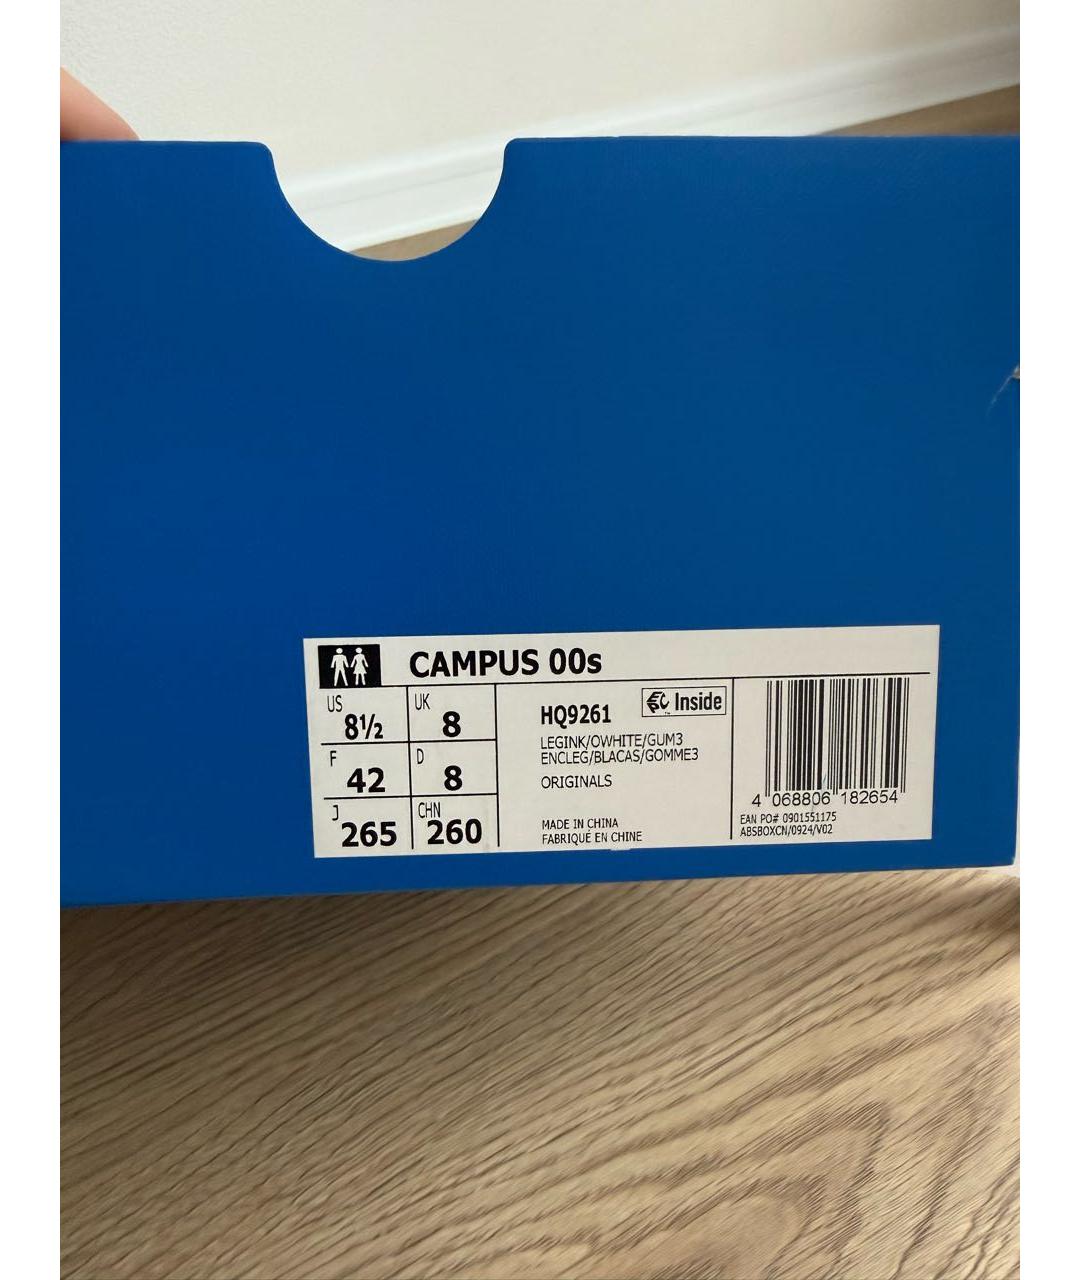 CAMPUS 00s
US 8½
UK 8
F 42
D 8
J 265
CHN 260
HQ9261
Inside
LEGINK/OWHITE/GUM3
ENCLEG/BLACAS/GOMME3
ORIGINALS
MADE IN CHINA
FABRIQUÉ EN CHINE
4 068806 182654
EAN PO# 0901551175
ABSBOXCN/0924/V02